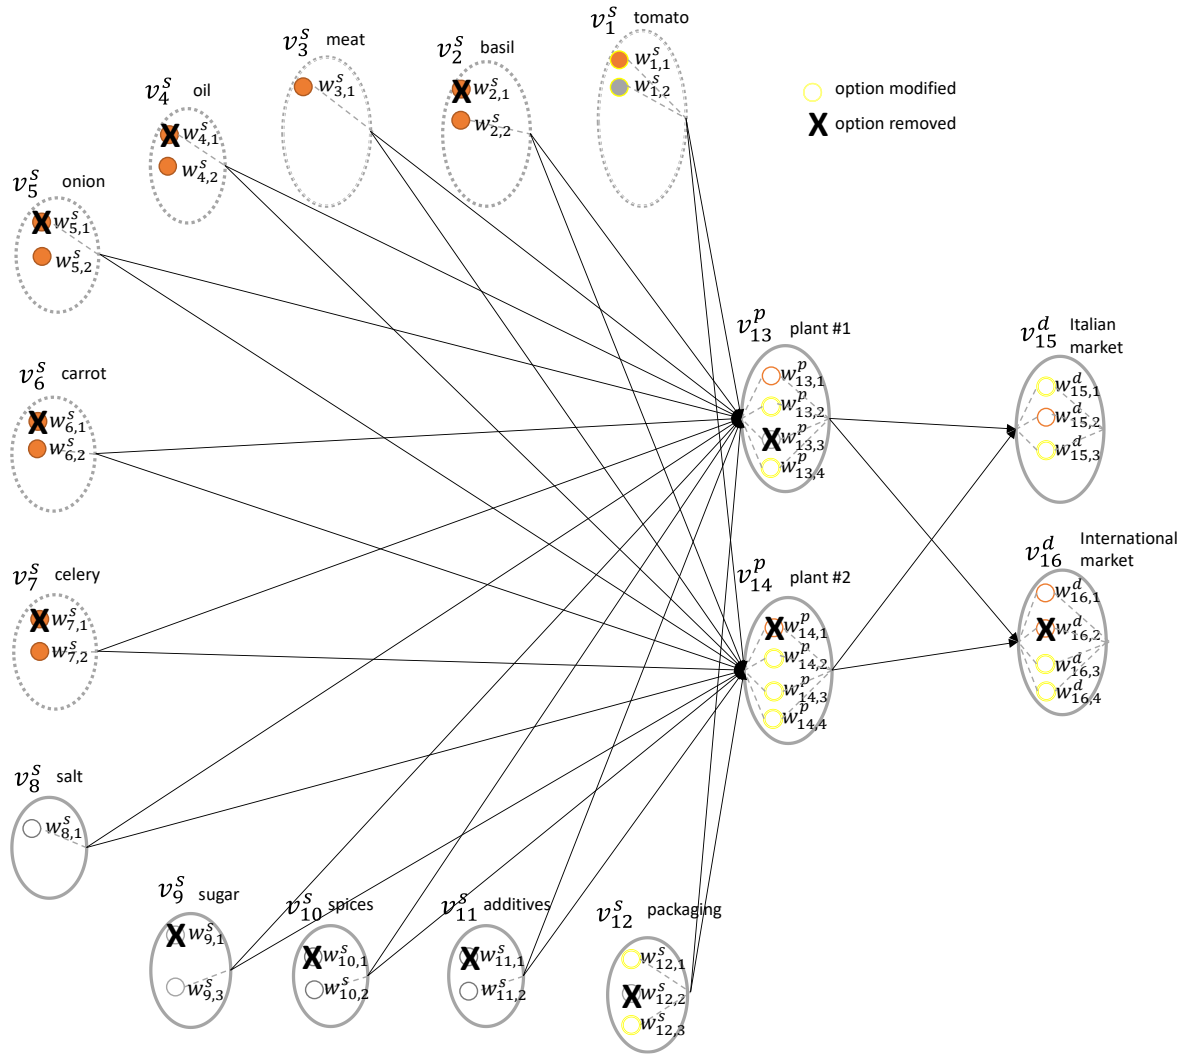 v_1^s tomato
w_{1,1}^s
w_{1,2}^s
v_2^s basil
w_{2,1}^s
w_{2,2}^s
v_3^s meat
w_{3,1}^s
v_4^s oil
w_{4,1}^s
w_{4,2}^s
v_5^s onion
w_{5,1}^s
w_{5,2}^s
v_6^s carrot
w_{6,1}^s
w_{6,2}^s
v_7^s celery
w_{7,1}^s
w_{7,2}^s
v_8^s salt
w_{8,1}^s
v_9^s sugar
w_{9,1}^s
w_{9,3}^s
v_{10}^s spices
w_{10,1}^s
w_{10,2}^s
v_{11}^s additives
w_{11,1}^s
w_{11,2}^s
v_{12}^s packaging
w_{12,1}^s
w_{12,2}^s
w_{12,3}^s
option modified
X option removed
v_{13}^p plant #1
w_{13,1}^p
w_{13,2}^p
w_{13,3}^p
w_{13,4}^p
v_{14}^p plant #2
w_{14,1}^p
w_{14,2}^p
w_{14,3}^p
w_{14,4}^p
v_{15}^d Italian
market
w_{15,1}^d
w_{15,2}^d
w_{15,3}^d
v_{16}^d International
market
w_{16,1}^d
w_{16,2}^d
w_{16,3}^d
w_{16,4}^d